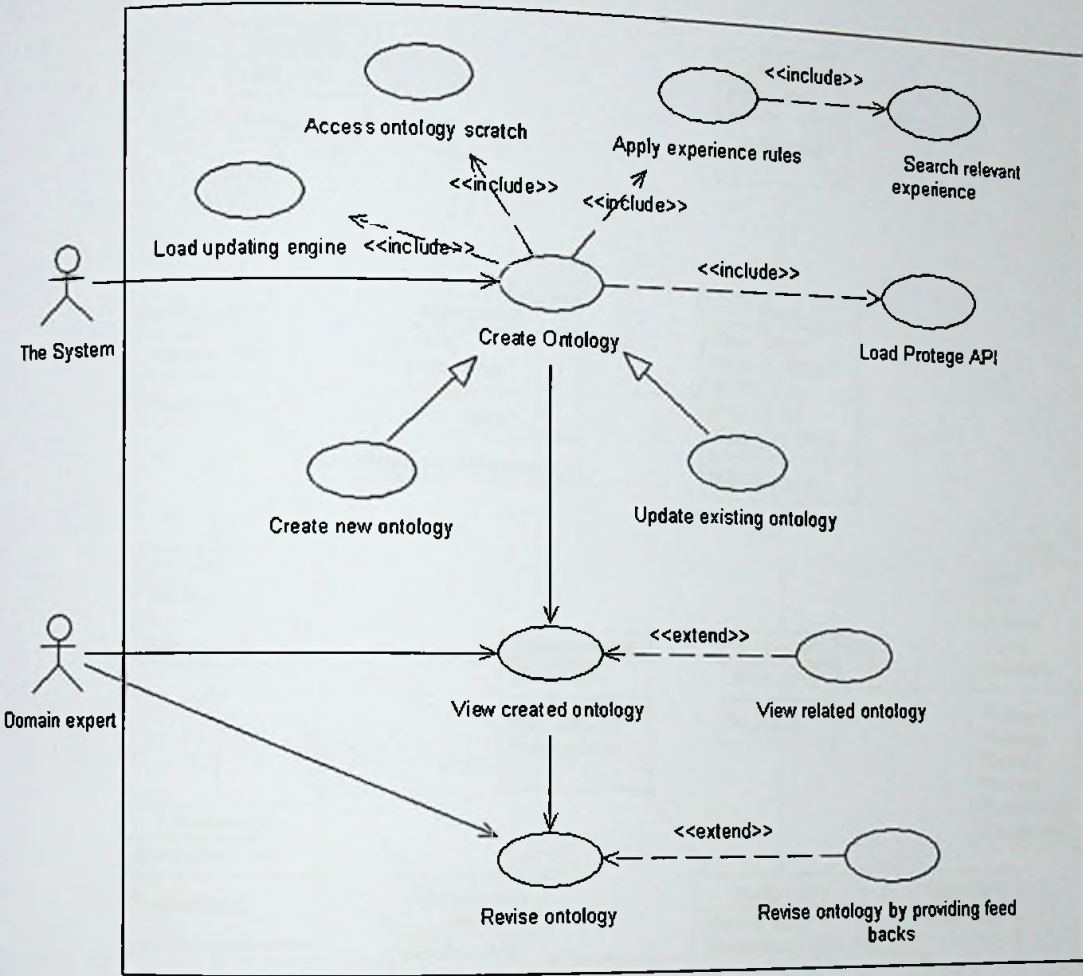 <<include>>
Access ontology scratch
Apply experience rules
Search relevant
experience
<<include>>
<<include>>
Load updating engine
<<include>>
<<include>>
The System
Create Ontology
Load Protege API
Create new ontology
Update existing ontology
<<extend>>
Domain expert
View created ontology
View related ontology
<<extend>>
Revise ontology
Revise ontology by providing feed
backs